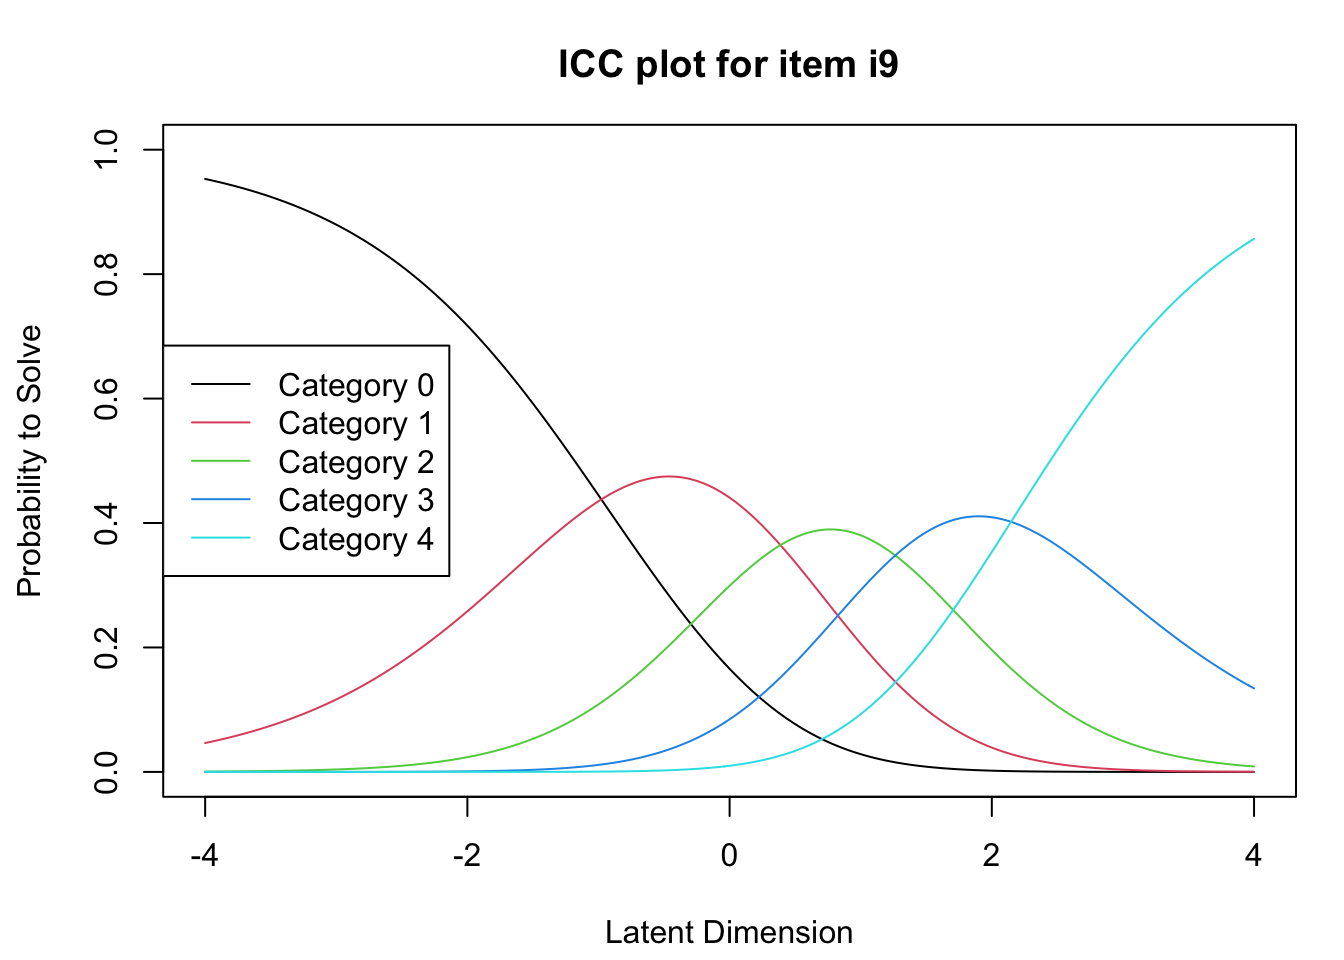 ICC plot for item i9
Probability to Solve
1.0
0.8
0.6
0.4
0.2
0.0
Category 0
Category 1
Category 2
Category 3
Category 4
-4 -2 0 2 4
Latent Dimension